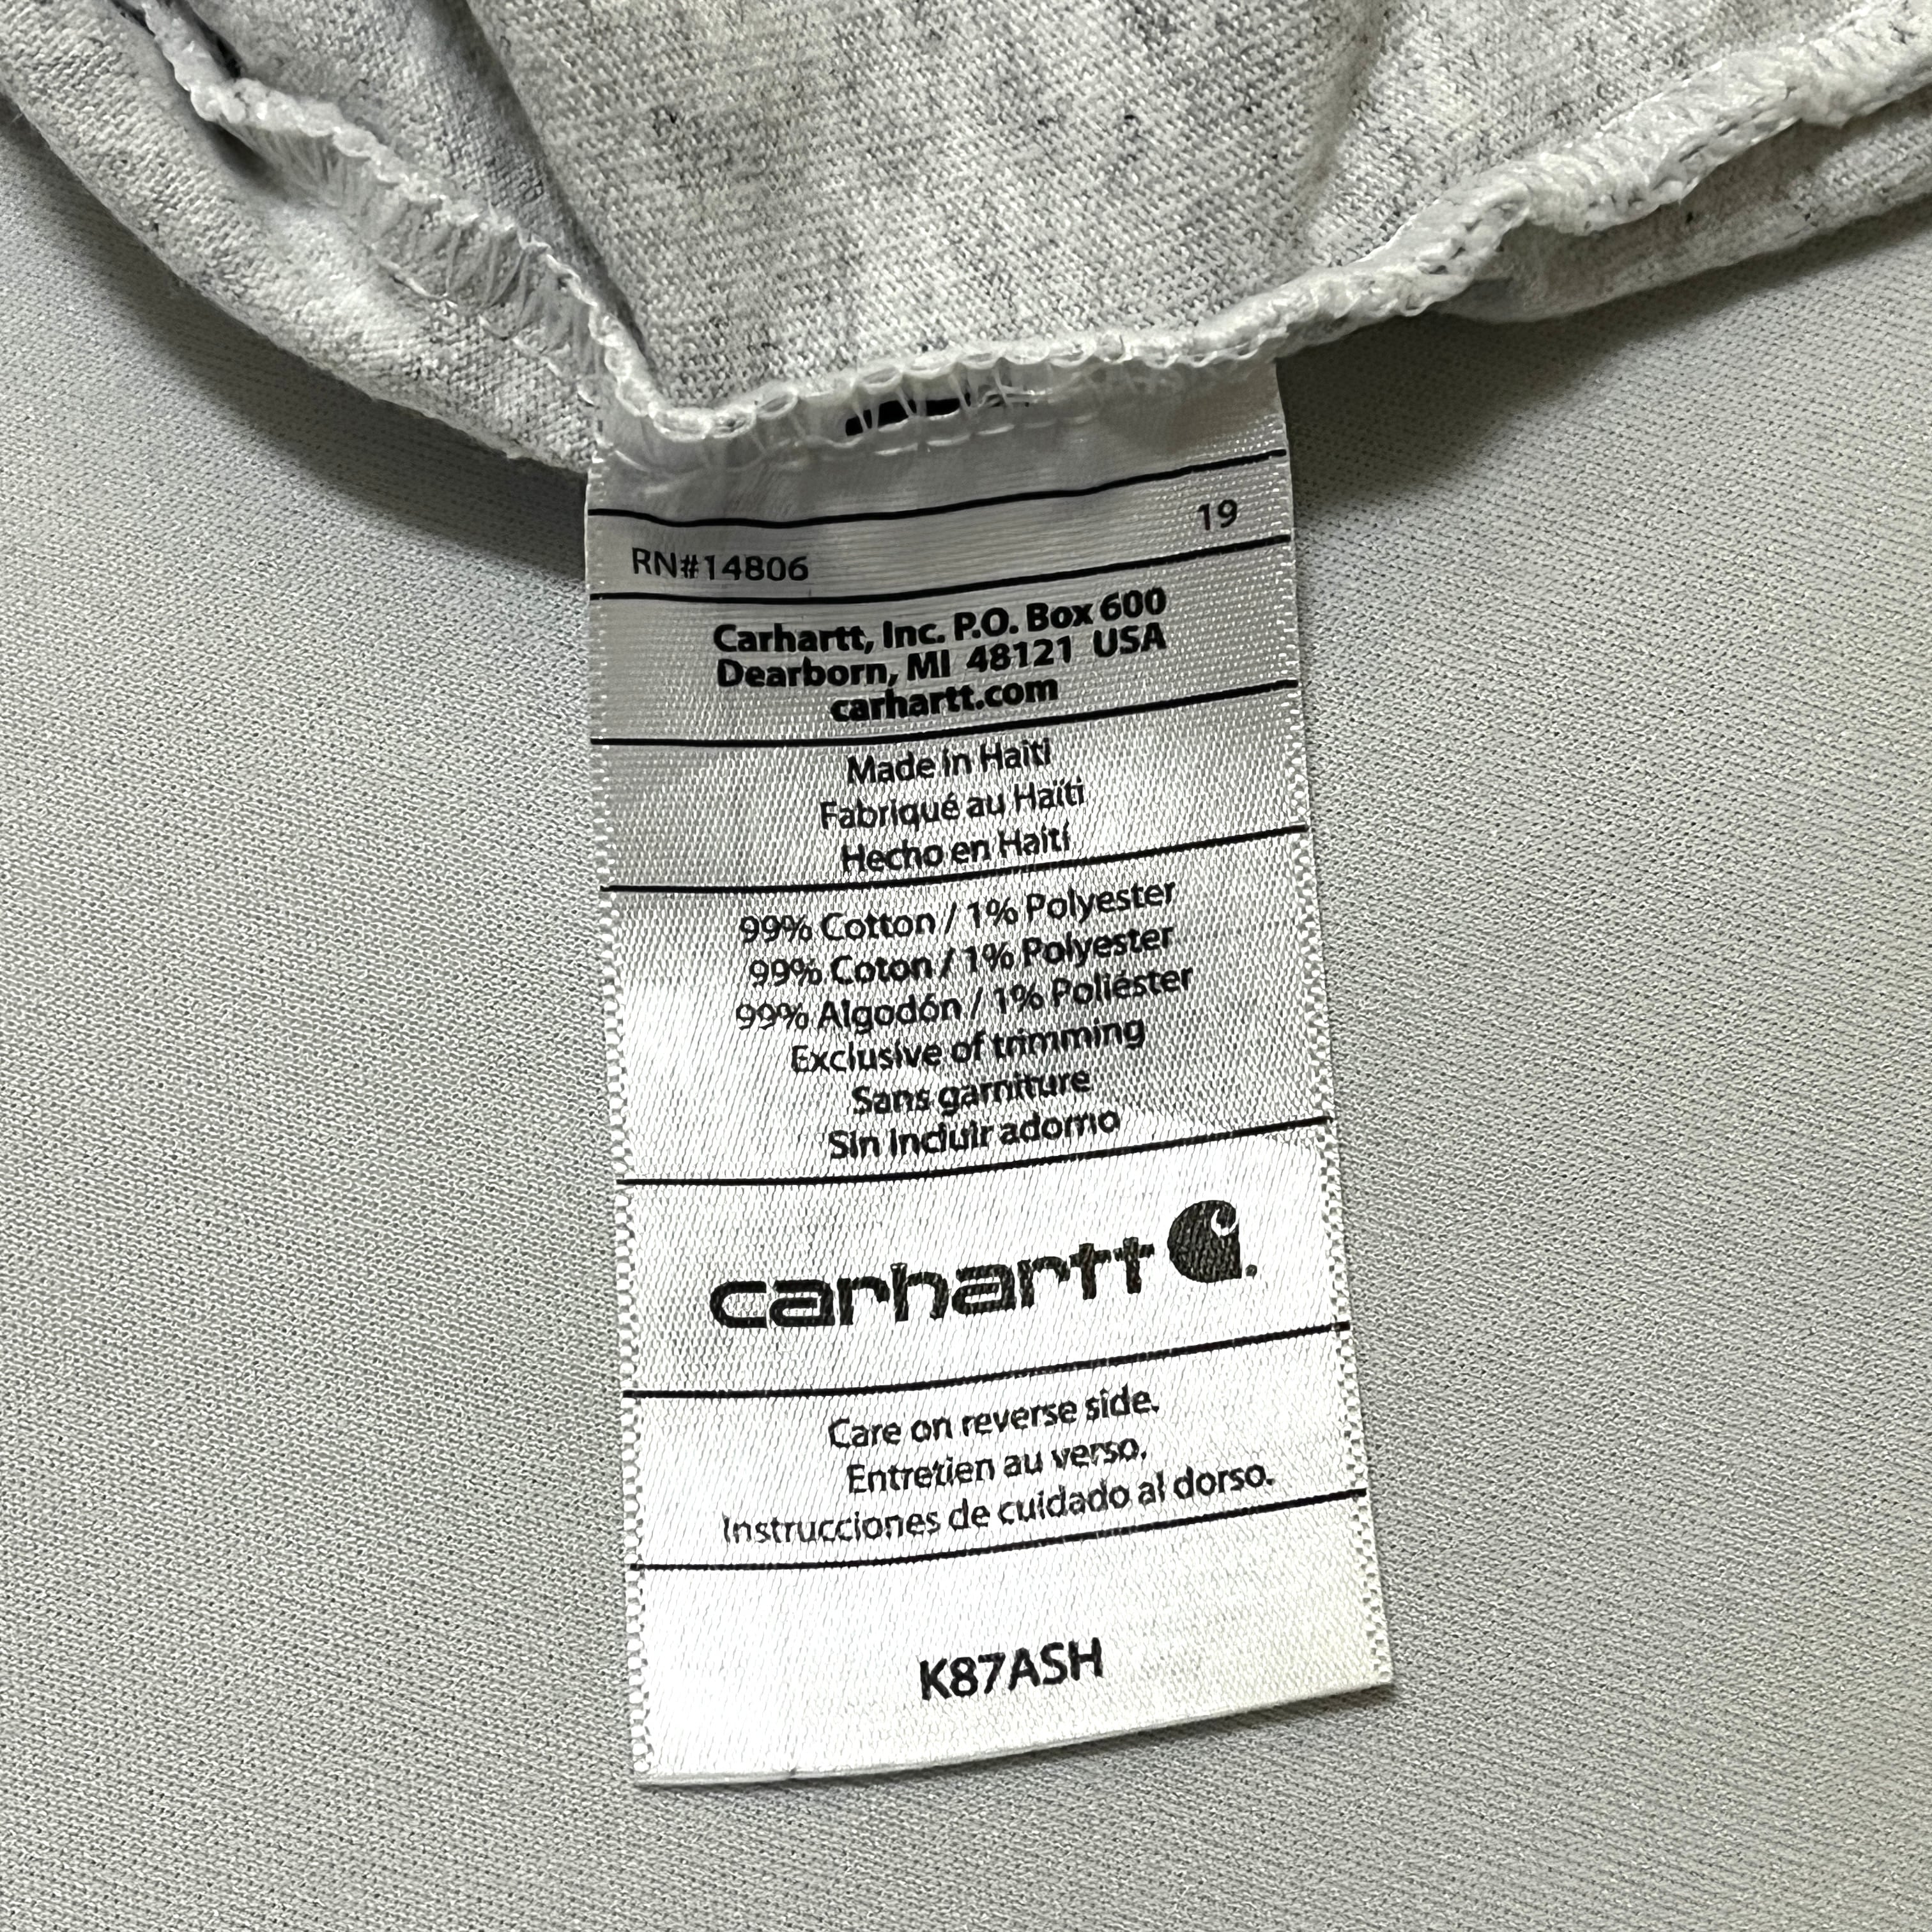 19
RN#14806
Carhartt, Inc. P.O. Box 600
Dearborn, MI 48121 USA
carhartt.com
Made in Haiti
Fabriqué au Haïti
Hecho en Haití
99% Cotton / 1% Polyester
99% Coton / 1% Polyester
99% Algodón / 1% Poliéster
Exclusive of trimming
Sans garniture
Sin incluir adorno
carhartt
Care on reverse side.
Entretien au verso.
Instrucciones de cuidado al dorso.
K87ASH